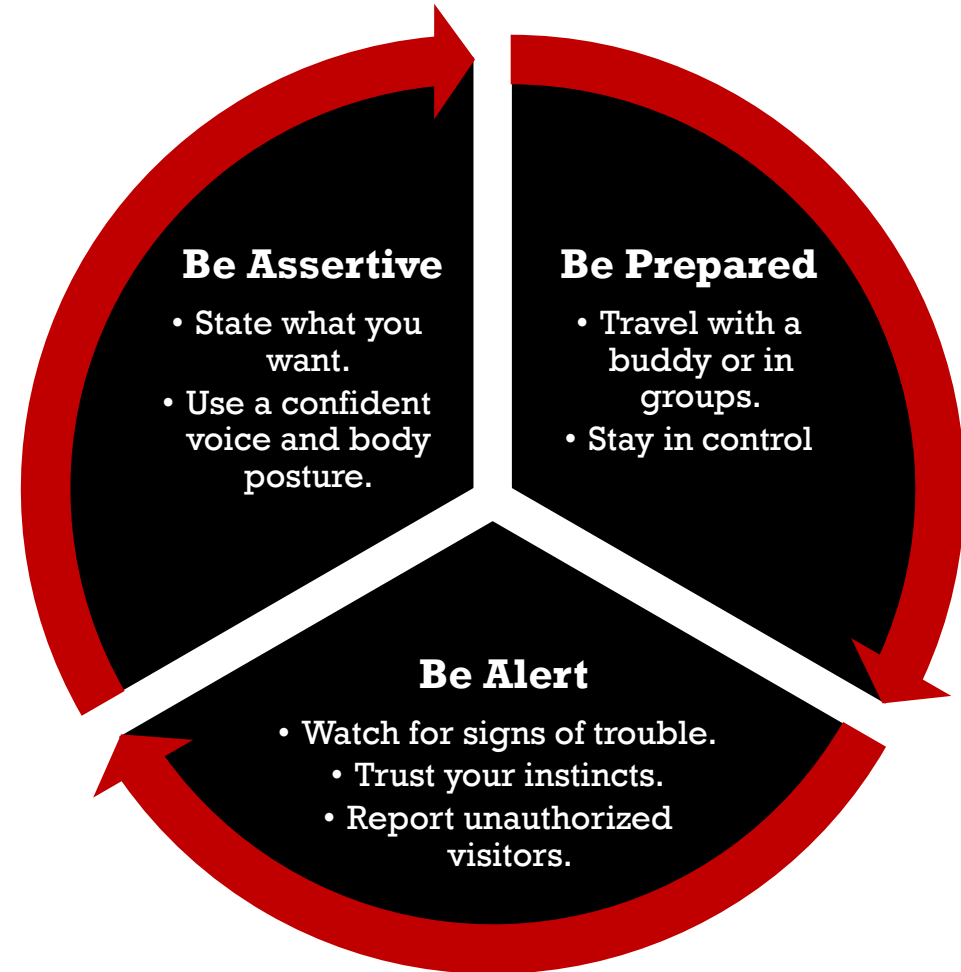 Be Assertive
• State what you
want.
• Use a confident
voice and body
posture.
Be Prepared
• Travel with a
buddy or in
groups.
• Stay in control
Be Alert
• Watch for signs of trouble.
• Trust your instincts.
• Report unauthorized
visitors.